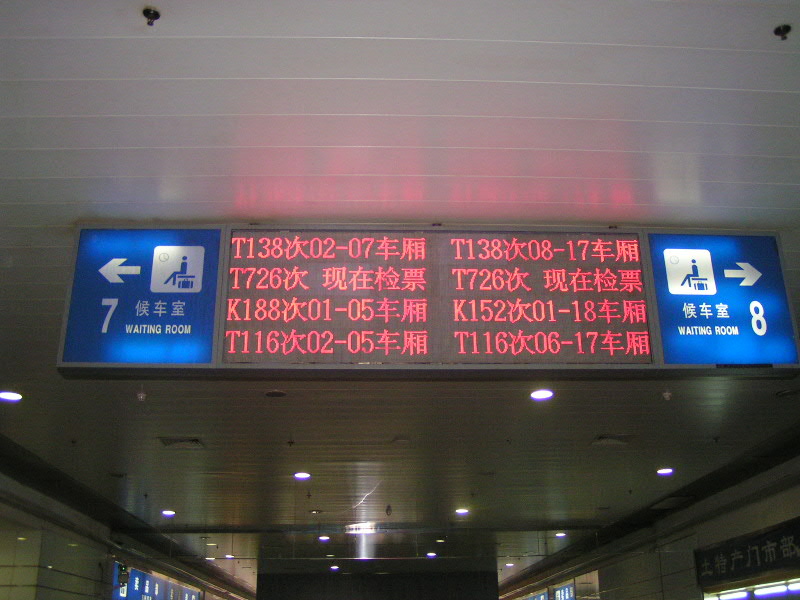 7
候车室
WAITING ROOM
T138次02-07车厢
T726次 现在检票
K188次01-05车厢
T116次02-05车厢
T138次08-17车厢
T726次 现在检票
K152次01-18车厢
T116次06-17车厢
候车室
WAITING ROOM
8
土特产门市部